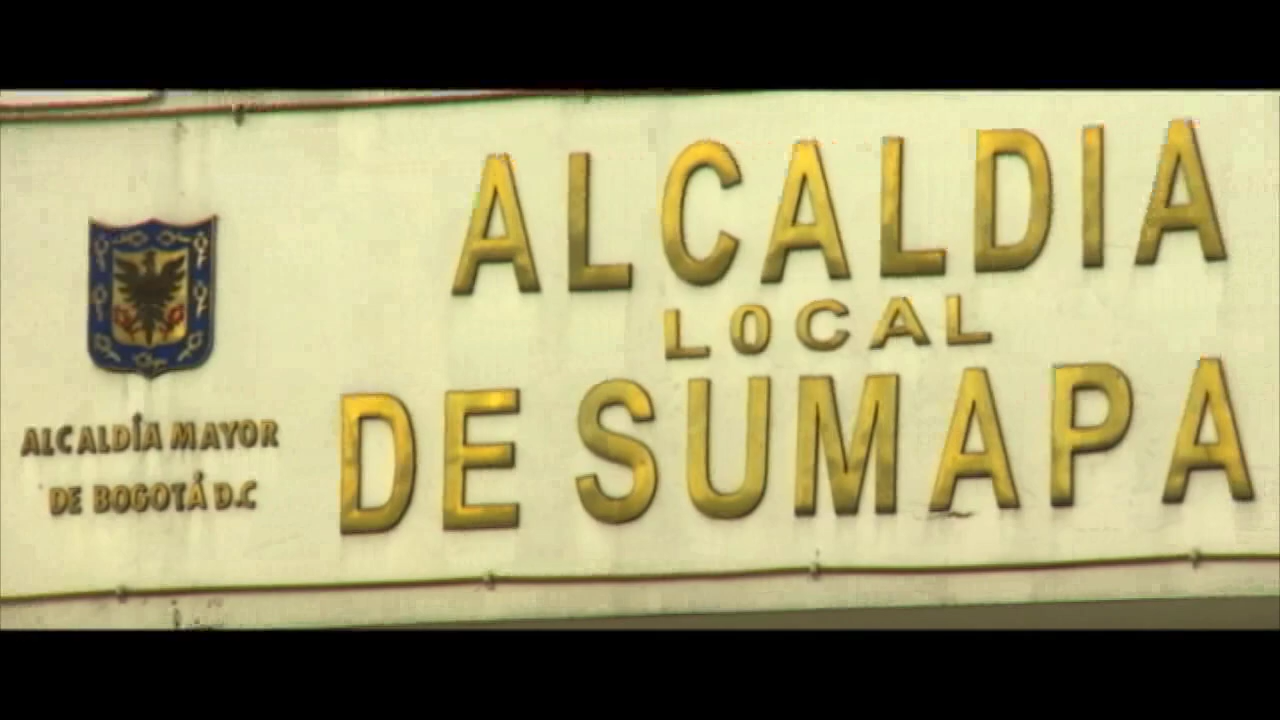 ALCALDIA
LOCAL
DE SUMAPA
ALCALDÍA MAYOR
DE BOGOTÁ D.C